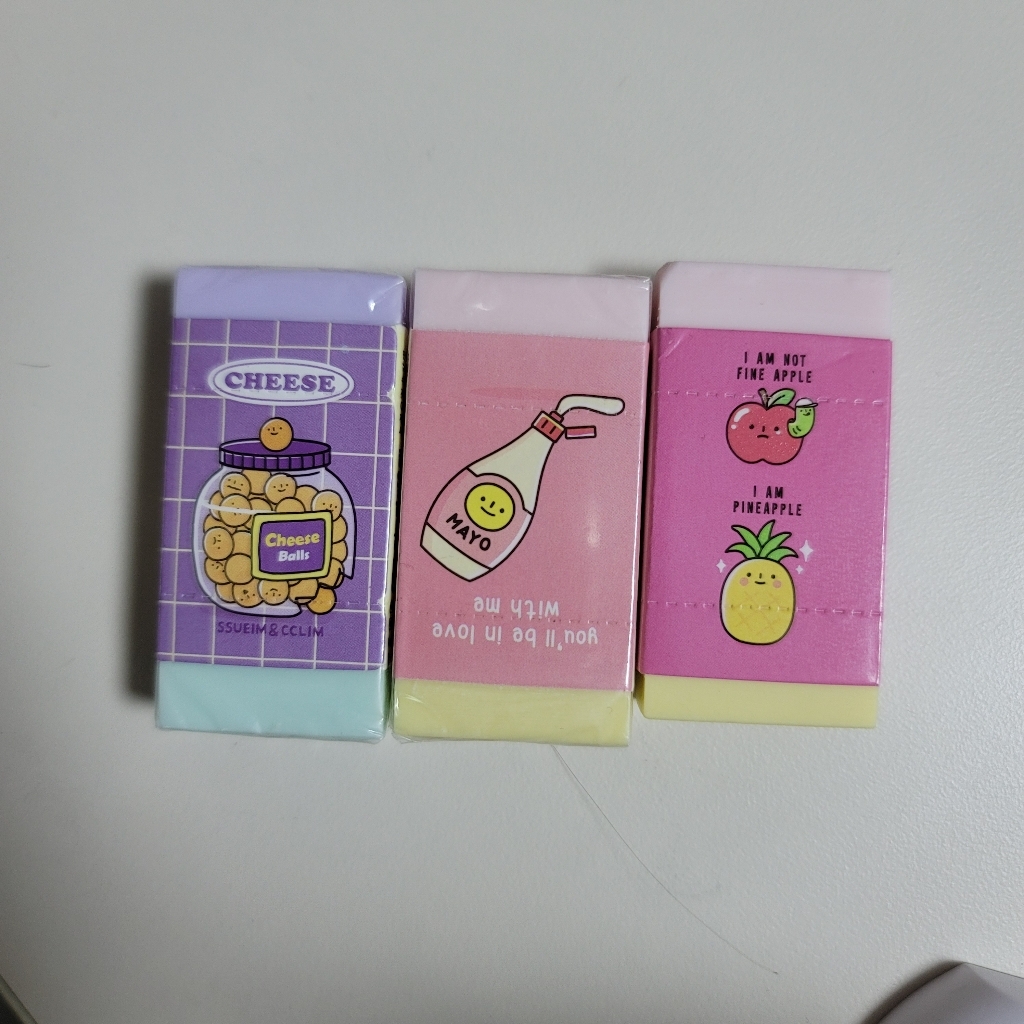 CHEESE
Cheese
Balls
SSUEIM&CCLIM
MAYO
you'll be in love
with me
I AM NOT
FINE APPLE
I AM
PINEAPPLE